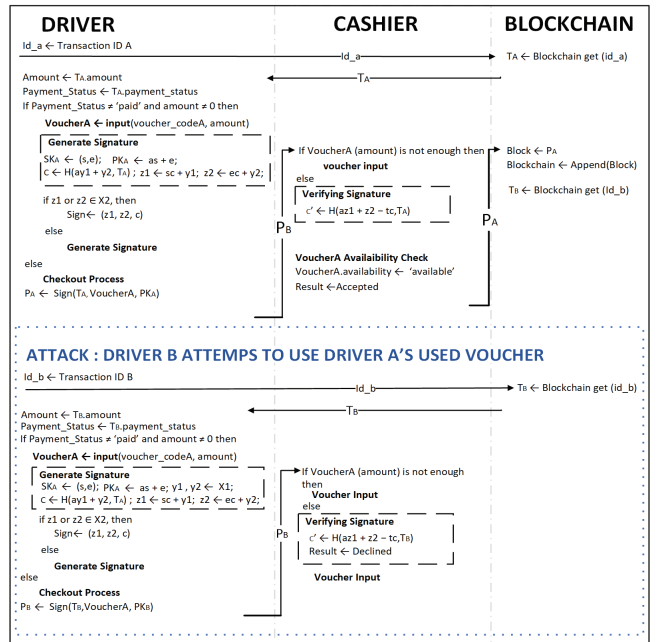 DRIVER CASHIER BLOCKCHAIN
Id_a ← Transaction ID A
Id_a
TA ← Blockchain get (id_a)
TA
Amount ← TA.amount
Payment_Status ← TA.payment_status
If Payment_Status ≠ 'paid' and amount ≠ 0 then
VoucherA ← input(voucher_codeA, amount)
Generate Signature
SKA ← (s,e); PKA ← as + e;
c ← H(ay1 + y2, TA) ; z1 ← sc + y1; z2 ← ec + y2;
if z1 or z2 ∈ X2, then
Sign← (z1, z2, c)
else
Generate Signature
else
Checkout Process
PA ← Sign(TA, VoucherA, PKA)
PB
If VoucherA (amount) is not enough then
voucher input
else
Verifying Signature
c' ← H(az1 + z2 − tc,TA)
VoucherA Availaibility Check
VoucherA.availability ← 'available'
Result ←Accepted
PA
Block ← PA
Blockchain ← Append(Block)
TB ← Blockchain get (Id_b)
ATTACK : DRIVER B ATTEMPS TO USE DRIVER A'S USED VOUCHER
Id_b ← Transaction ID B
Id_b
TB ← Blockchain get (id_b)
TB
Amount ← TB.amount
Payment_Status ← TB.payment_status
If Payment_Status ≠ 'paid' and amount ≠ 0 then
VoucherA ← input(voucher_codeA, amount)
Generate Signature
SKA ← (s,e); PKA ← as + e; y1 , y2 ← X1;
c ← H(ay1 + y2, TA) ; z1 ← sc + y1; z2 ← ec + y2;
if z1 or z2 ∈ X2, then
Sign← (z1, z2, c)
else
Generate Signature
else
Checkout Process
PB ← Sign(TB,VoucherA, PKB)
PB
If VoucherA (amount) is not enough
then
Voucher Input
else
Verifying Signature
c' ← H(az1 + z2 − tc,TB)
Result ← Declined
Voucher Input